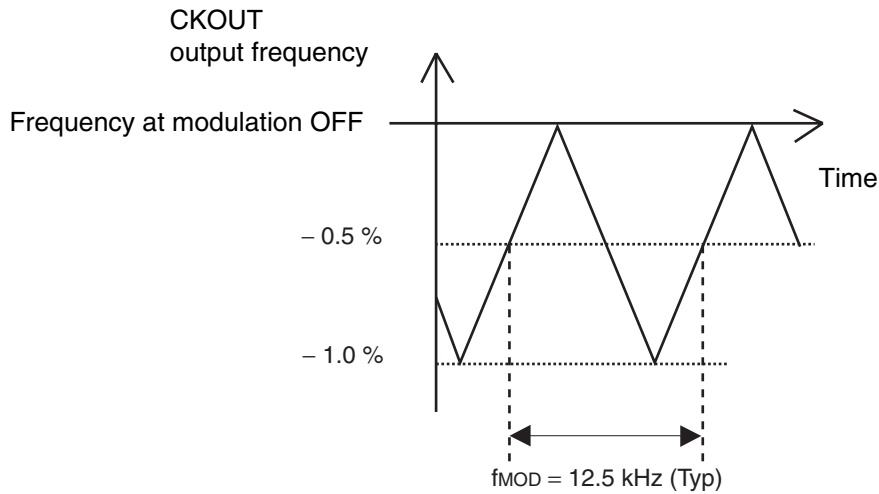 CKOUT
output frequency
Frequency at modulation OFF
Time
– 0.5 %
– 1.0 %
fMOD = 12.5 kHz (Typ)